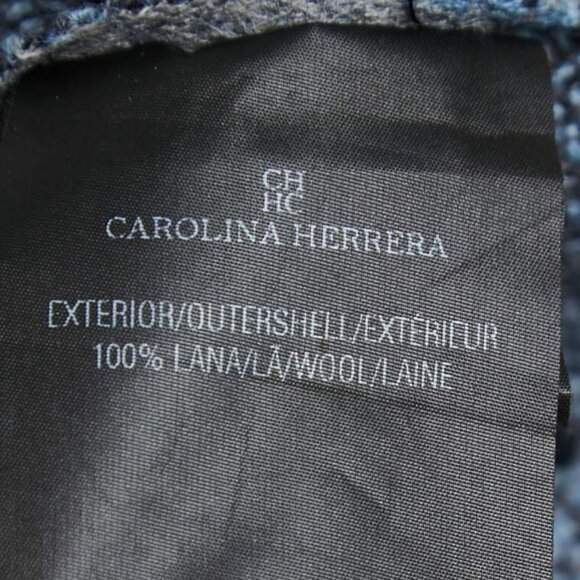 CH
HC
CAROLINA HERRERA
EXTERIOR/OUTERSHELL/EXTÉRIEUR
100% LANA/LÃ/WOOL/LAINE